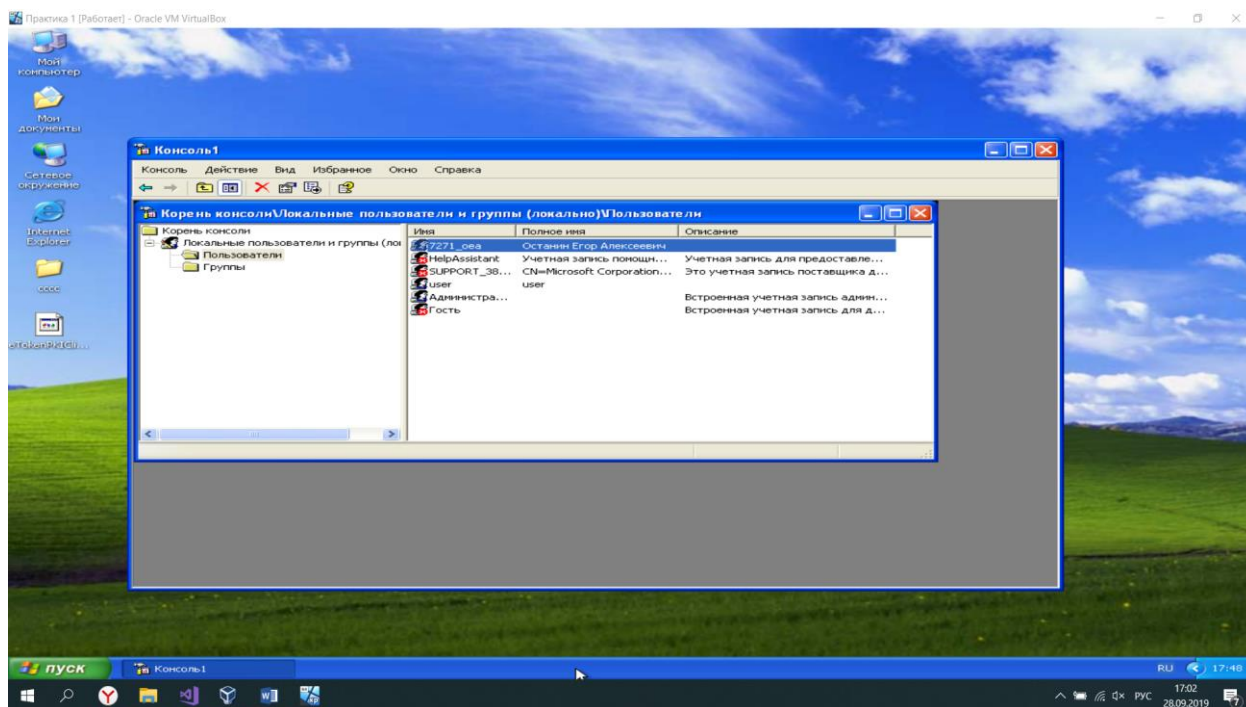 Практика 1 [Работает] - Oracle VM VirtualBox
Мой
компьютер
Мои
документы
Сетевое
окружение
Internet
Explorer
Консоль1
Консоль Действие Вид Избранное Окно Справка
Корень консоли\Локальные пользователи и группы (локально)\Пользователи
Корень консоли
Локальные пользователи и группы (лок
Пользователи
Группы
Имя Полное имя Описание
7271_oea Останин Егор Алексеевич
HelpAssistant Учетная запись помощн... Учетная запись для предоставле...
SUPPORT_38... CN=Microsoft Corporation... Это учетная запись поставщика д...
user user
Администра... Встроенная учетная запись админ...
Гость Встроенная учетная запись для д...
пуск Консоль1 RU 17:48
РУС 17:02
28.09.2019